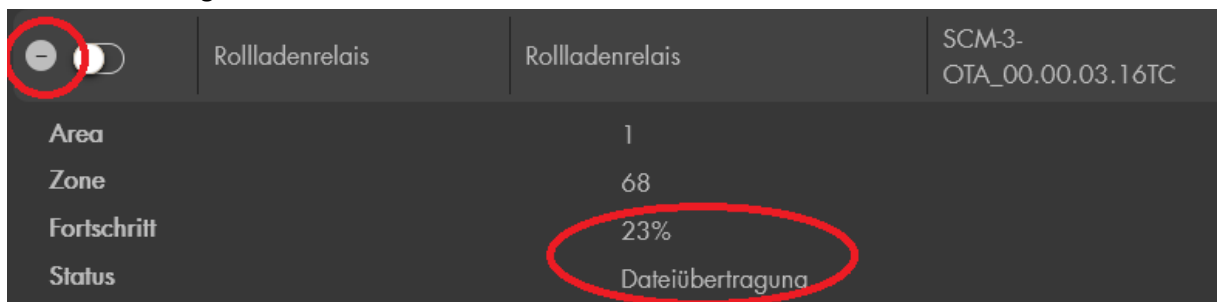 Rollladenrelais
Rollladenrelais
SCM-3-
OTA_00.00.03.16TC
Area 1
Zone 68
Fortschritt 23%
Status Dateiübertragung